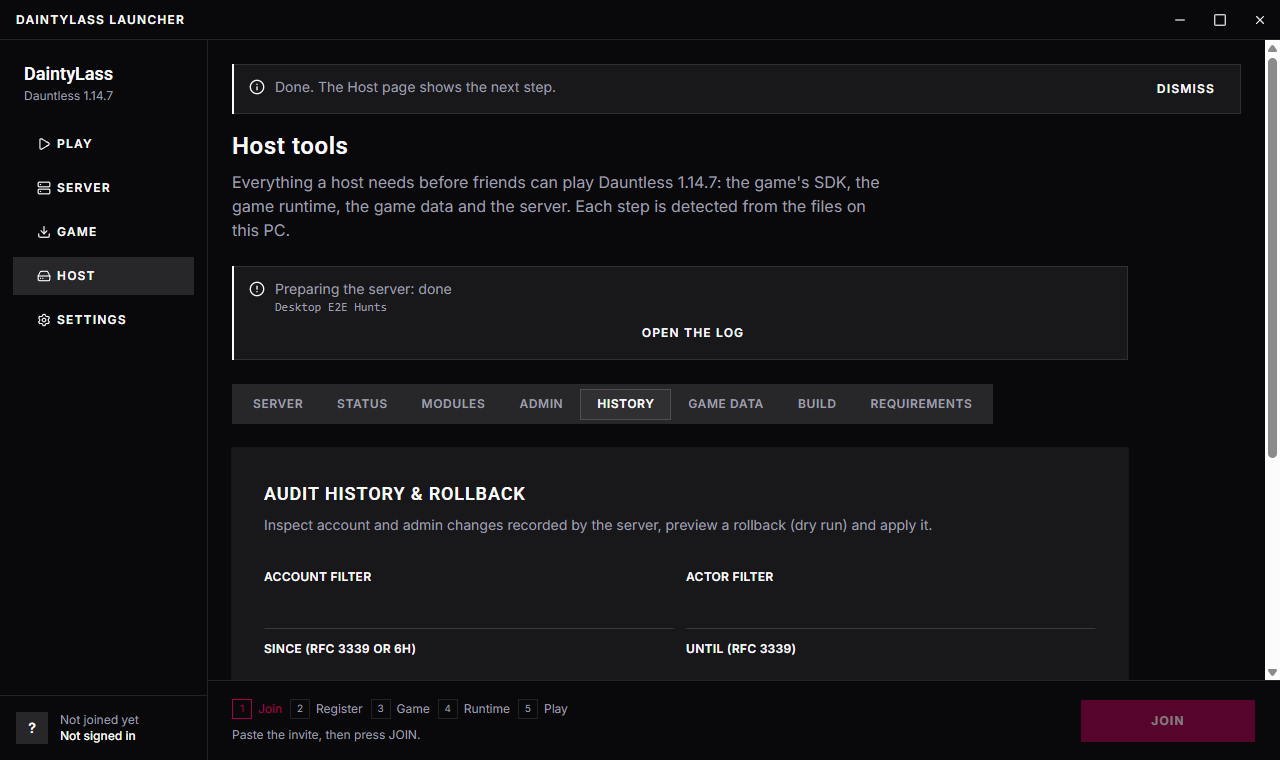 DAINTYLASS LAUNCHER
DaintyLass
Dauntless 1.14.7
PLAY
SERVER
GAME
HOST
SETTINGS
? Not joined yet
Not signed in
Done. The Host page shows the next step.
DISMISS
Host tools
Everything a host needs before friends can play Dauntless 1.14.7: the game's SDK, the
game runtime, the game data and the server. Each step is detected from the files on
this PC.
Preparing the server: done
Desktop E2E Hunts
OPEN THE LOG
SERVER STATUS MODULES ADMIN HISTORY GAME DATA BUILD REQUIREMENTS
AUDIT HISTORY & ROLLBACK
Inspect account and admin changes recorded by the server, preview a rollback (dry run) and apply it.
ACCOUNT FILTER ACTOR FILTER
SINCE (RFC 3339 OR 6H) UNTIL (RFC 3339)
1 Join 2 Register 3 Game 4 Runtime 5 Play
Paste the invite, then press JOIN.
JOIN